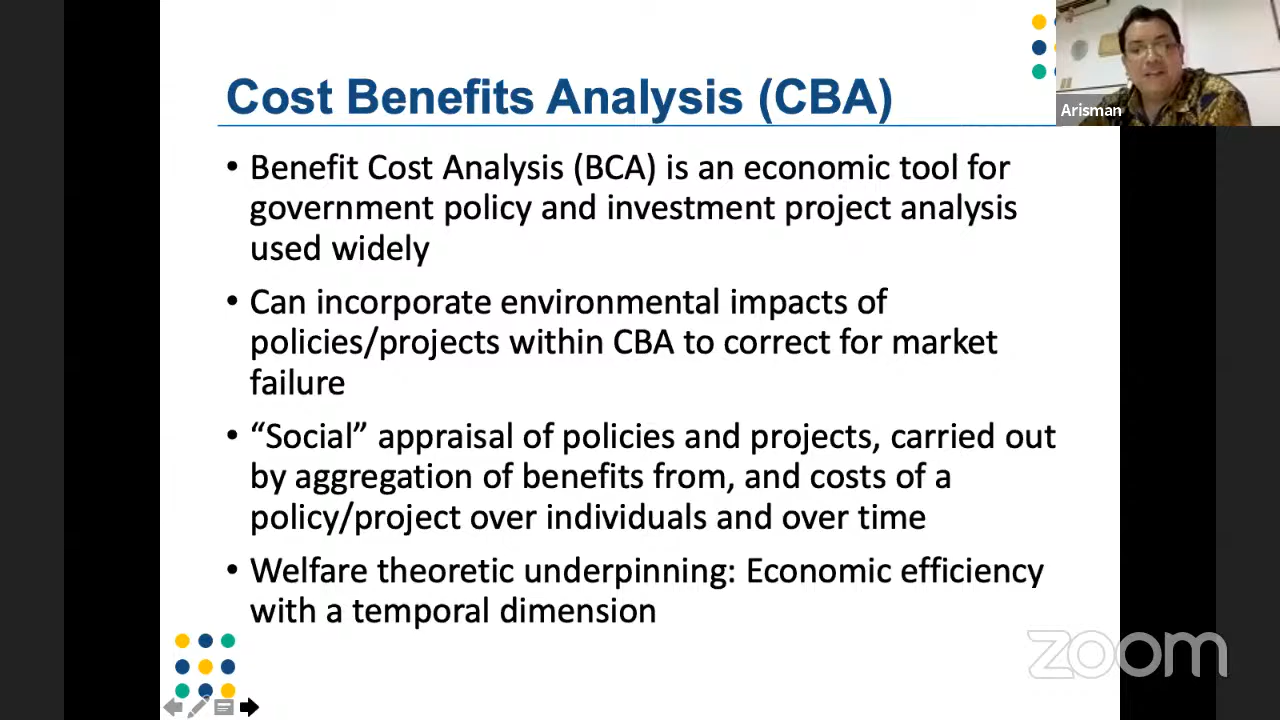 Cost Benefits Analysis (CBA)
Arisman
• Benefit Cost Analysis (BCA) is an economic tool for
government policy and investment project analysis
used widely
• Can incorporate environmental impacts of
policies/projects within CBA to correct for market
failure
• “Social” appraisal of policies and projects, carried out
by aggregation of benefits from, and costs of a
policy/project over individuals and over time
• Welfare theoretic underpinning: Economic efficiency
with a temporal dimension
zoom